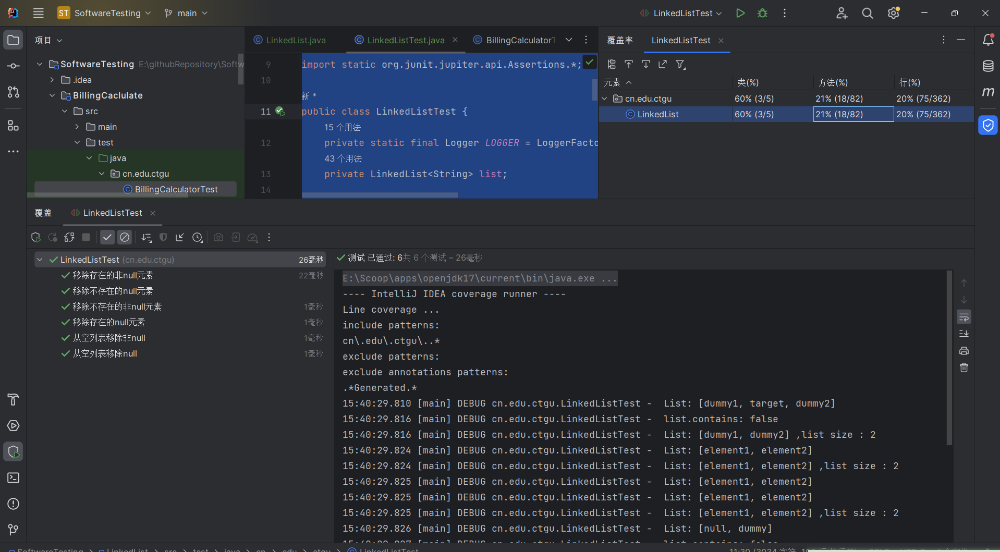 ST SoftwareTesting main LinkedListTest
项目
SoftwareTesting E:\githubRepository\Softw
.idea
BillingCaclulate
src
main
test
java
cn.edu.ctgu
BillingCalculatorTest
LinkedList.java LinkedListTest.java BillingCalculatorT
9 import static org.junit.jupiter.api.Assertions.*;
10
新 *
11 public class LinkedListTest {
15 个用法
12 private static final Logger LOGGER = LoggerFacto
43 个用法
13 private LinkedList<String> list;
14
覆盖率 LinkedListTest
元素 类(%) 方法(%) 行(%)
cn.edu.ctgu 60% (3/5) 21% (18/82) 20% (75/362)
LinkedList 60% (3/5) 21% (18/82) 20% (75/362)
覆盖 LinkedListTest
LinkedListTest (cn.edu.ctgu) 26毫秒
移除存在的非null元素 22毫秒
移除不存在的null元素
移除不存在的非null元素 1毫秒
移除存在的null元素 1毫秒
从空列表移除非null 1毫秒
从空列表移除null 1毫秒
测试 已通过: 6共 6 个测试 – 26毫秒
E:\Scoop\apps\openjdk17\current\bin\java.exe ...
---- IntelliJ IDEA coverage runner ----
Line coverage ...
include patterns:
cn\.edu\.ctgu\..*
exclude patterns:
exclude annotations patterns:
.*Generated.*
15:40:29.810 [main] DEBUG cn.edu.ctgu.LinkedListTest -  List: [dummy1, target, dummy2]
15:40:29.816 [main] DEBUG cn.edu.ctgu.LinkedListTest -  list.contains: false
15:40:29.816 [main] DEBUG cn.edu.ctgu.LinkedListTest -  List: [dummy1, dummy2] ,list size : 2
15:40:29.824 [main] DEBUG cn.edu.ctgu.LinkedListTest -  List: [element1, element2]
15:40:29.824 [main] DEBUG cn.edu.ctgu.LinkedListTest -  List: [element1, element2] ,list size : 2
15:40:29.825 [main] DEBUG cn.edu.ctgu.LinkedListTest -  List: [element1, element2]
15:40:29.825 [main] DEBUG cn.edu.ctgu.LinkedListTest -  List: [element1, element2]
15:40:29.825 [main] DEBUG cn.edu.ctgu.LinkedListTest -  List: [element1, element2] ,list size : 2
15:40:29.826 [main] DEBUG cn.edu.ctgu.LinkedListTest -  List: [null, dummy]
SoftwareTesting LinkedList src test java cn edu ctgu LinkedListTest